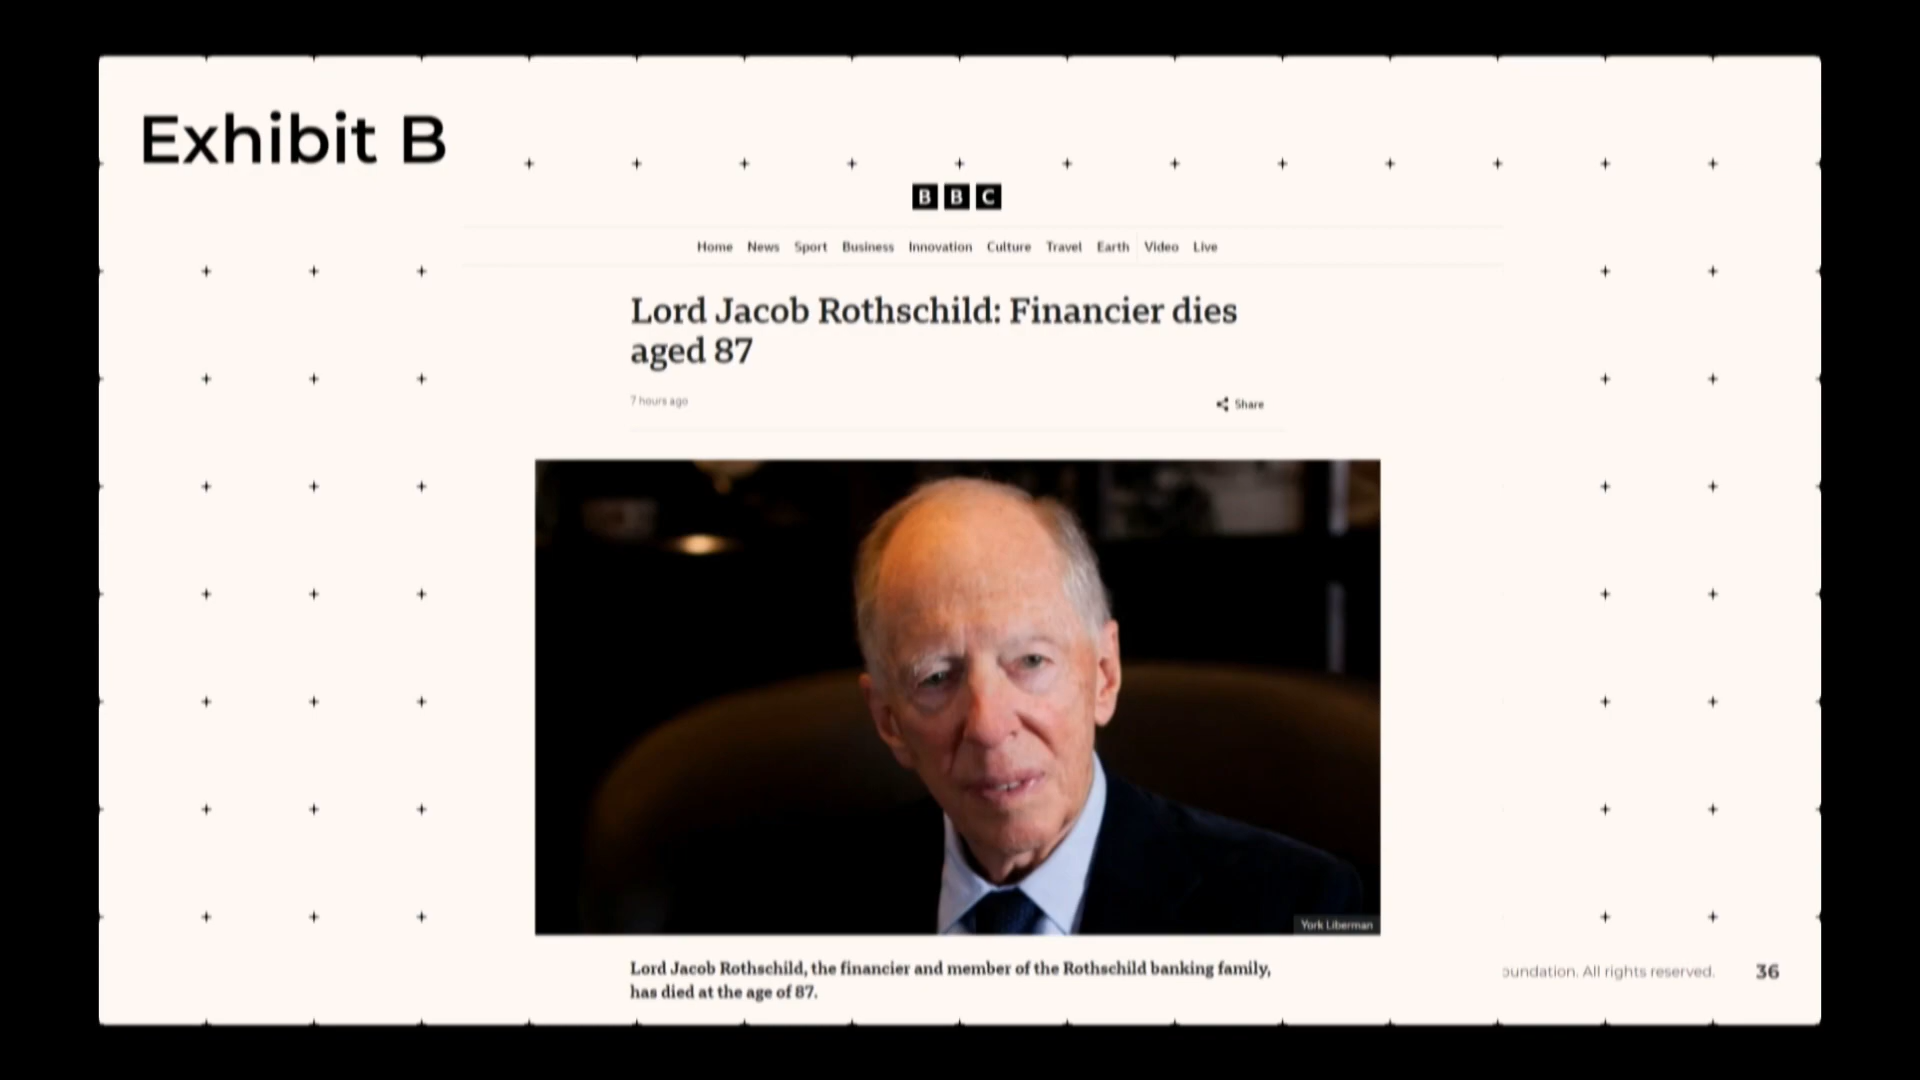 Exhibit B
BBC
Home News Sport Business Innovation Culture Travel Earth Video Live
Lord Jacob Rothschild: Financier dies
aged 87
7 hours ago
Share
York Liberman
Lord Jacob Rothschild, the financier and member of the Rothschild banking family,
has died at the age of 87.
oundation. All rights reserved. 36